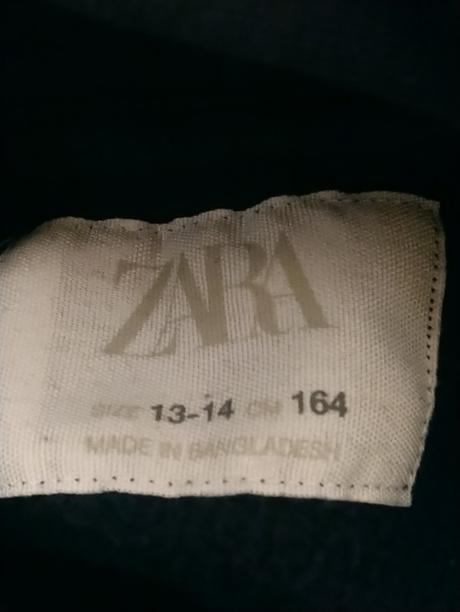 ZARA
SIZE 13-14 CM 164
MADE IN BANGLADESH